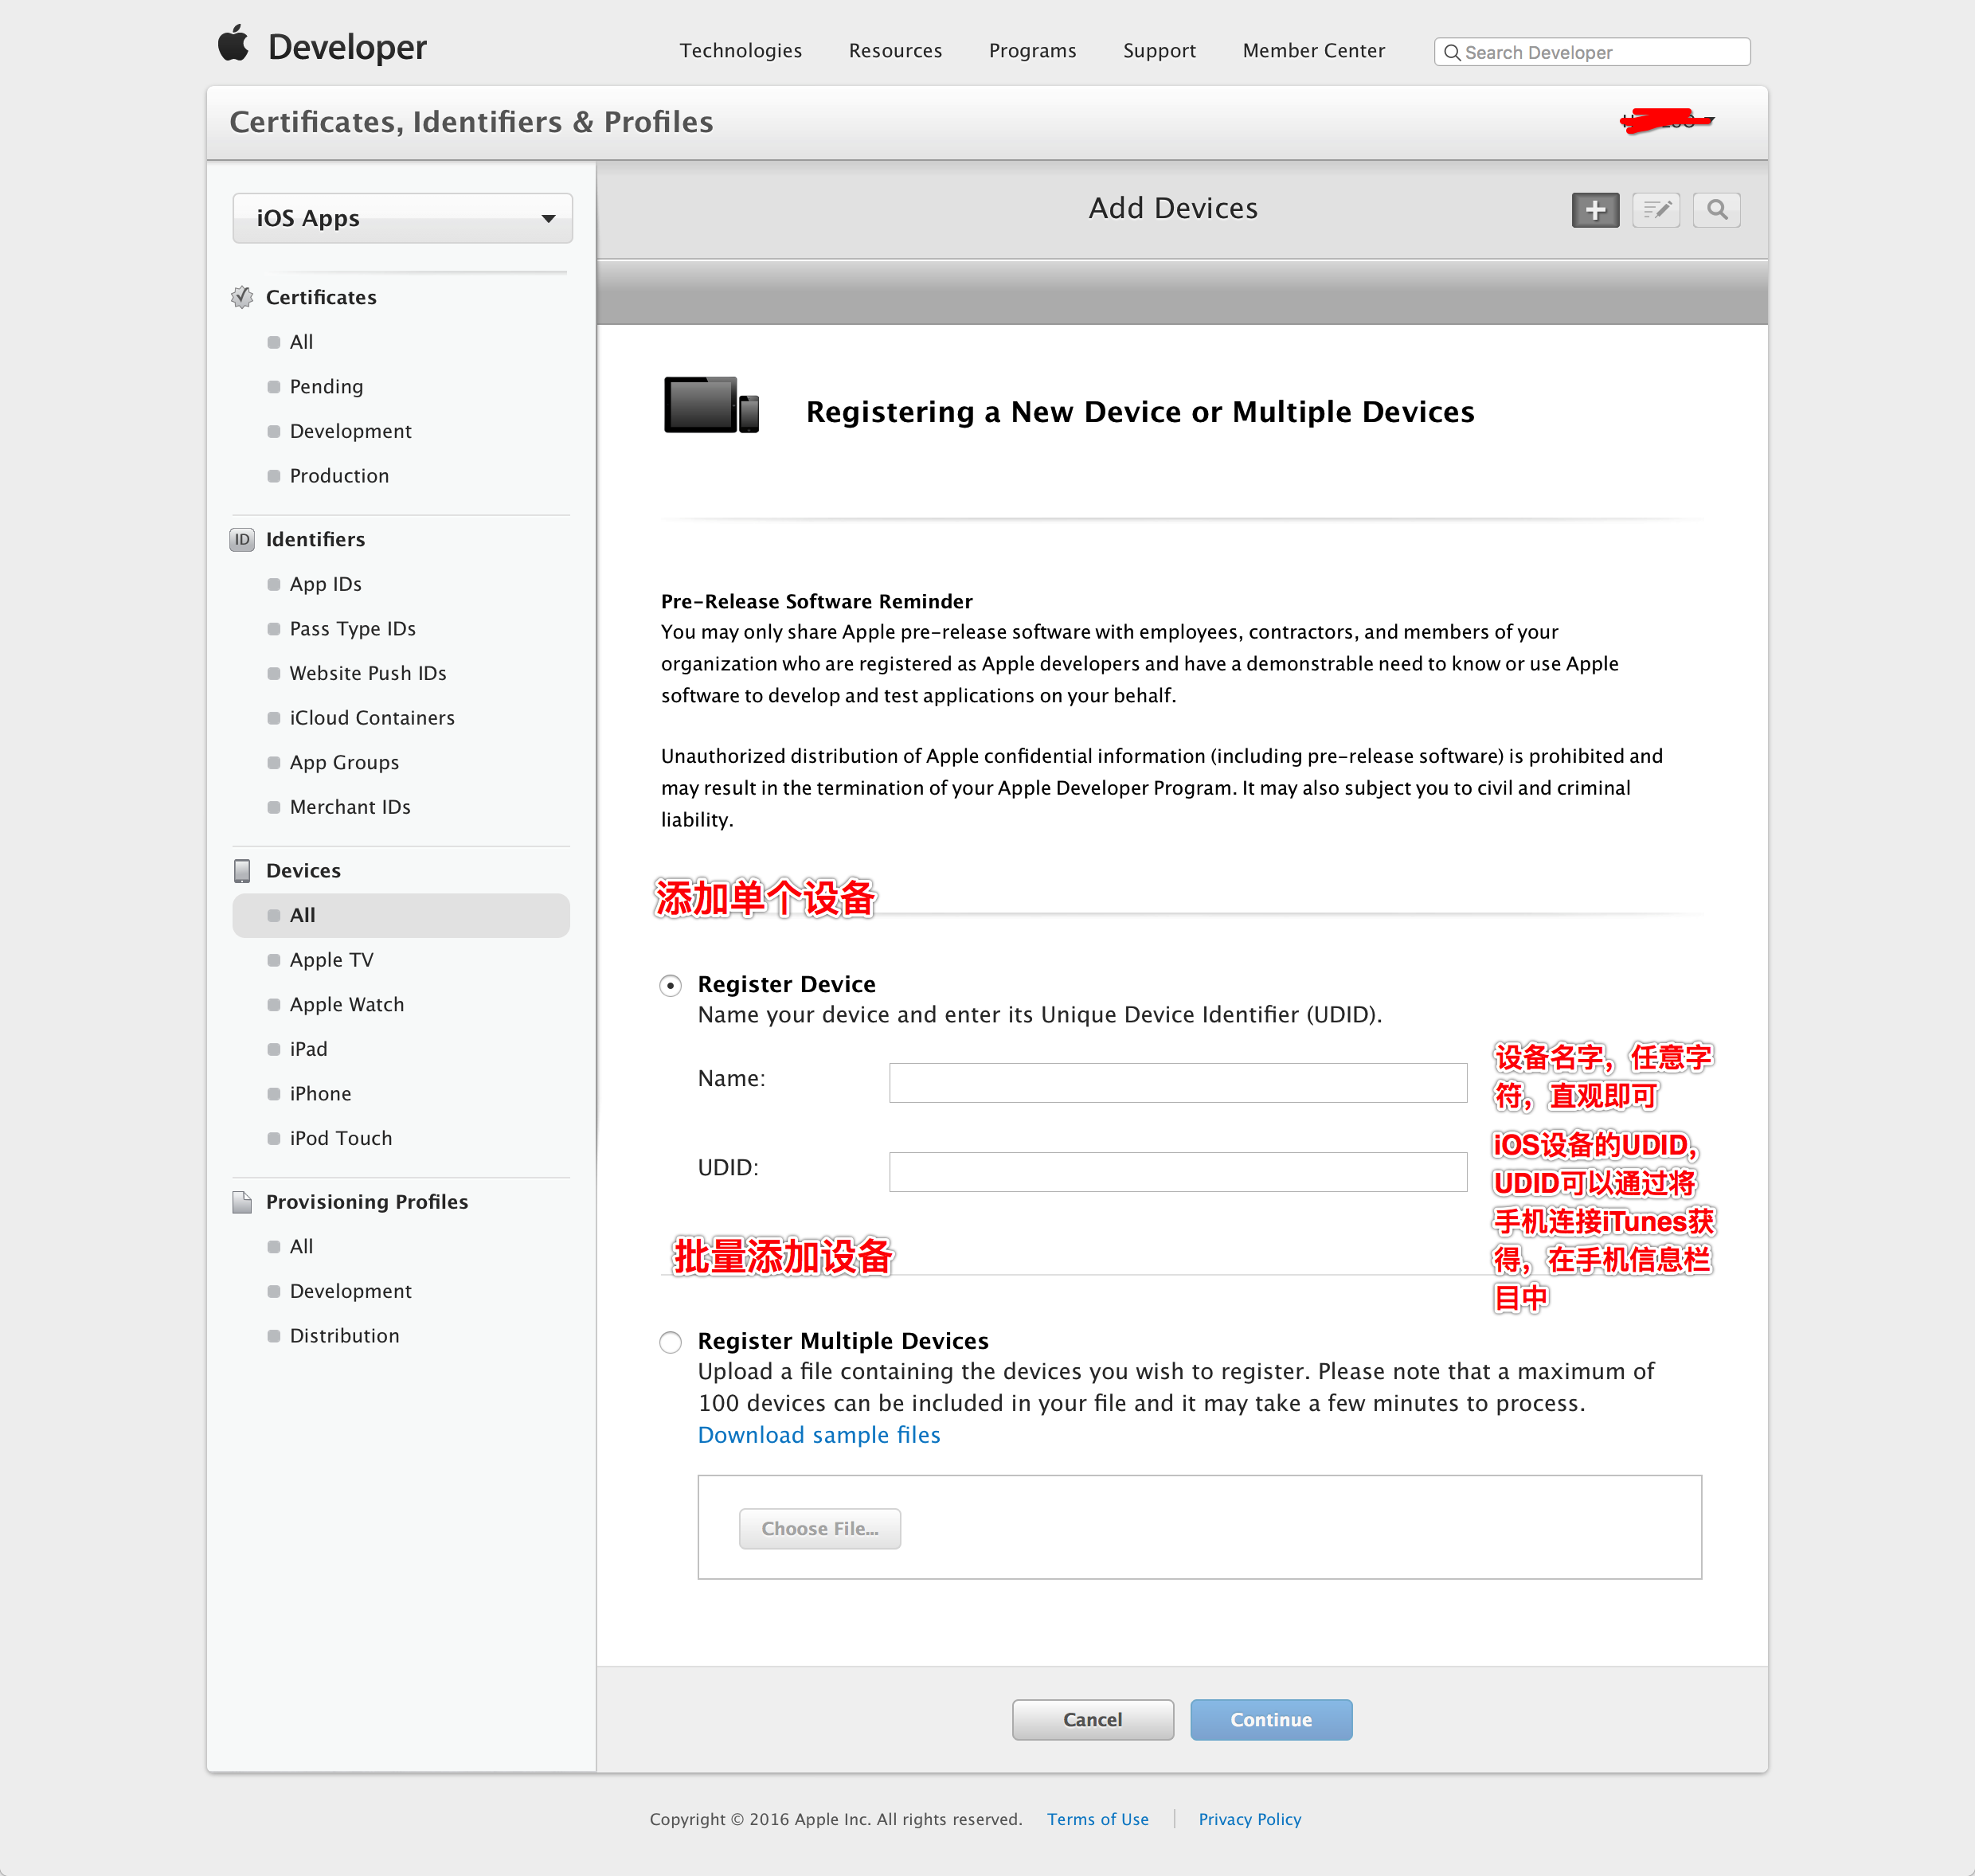 Developer
Technologies
Resources
Programs
Support
Member Center
Search Developer
Certificates, Identifiers & Profiles
iOS Apps
Add Devices
Certificates
All
Pending
Development
Production
ID Identifiers
App IDs
Pass Type IDs
Website Push IDs
iCloud Containers
App Groups
Merchant IDs
Devices
All
Apple TV
Apple Watch
iPad
iPhone
iPod Touch
Provisioning Profiles
All
Development
Distribution
Registering a New Device or Multiple Devices
Pre-Release Software Reminder
You may only share Apple pre-release software with employees, contractors, and members of your
organization who are registered as Apple developers and have a demonstrable need to know or use Apple
software to develop and test applications on your behalf.
Unauthorized distribution of Apple confidential information (including pre-release software) is prohibited and
may result in the termination of your Apple Developer Program. It may also subject you to civil and criminal
liability.
添加单个设备
Register Device
Name your device and enter its Unique Device Identifier (UDID).
Name:
设备名字，任意字
符，直观即可
UDID:
iOS设备的UDID，
UDID可以通过将
手机连接iTunes获
得，在手机信息栏
目中
批量添加设备
Register Multiple Devices
Upload a file containing the devices you wish to register. Please note that a maximum of
100 devices can be included in your file and it may take a few minutes to process.
Download sample files
Choose File...
Cancel
Continue
Copyright © 2016 Apple Inc. All rights reserved.
Terms of Use
Privacy Policy